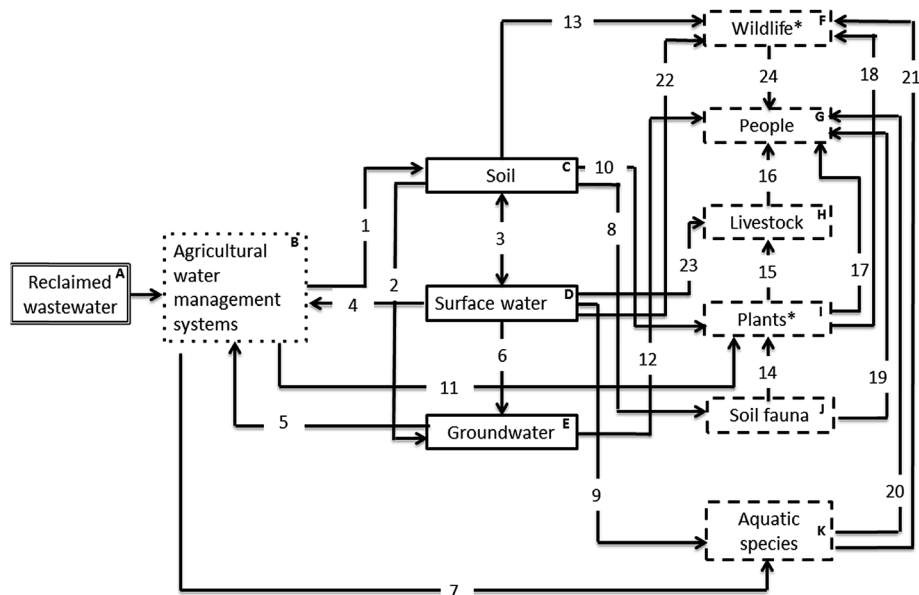 13
Wildlife* F
21
22
24
18
People G
Soil C
10
16
1
8
Livestock H
Agricultural B
water
management
systems
3
23
15
17
Reclaimed A
wastewater
2
4
Surface water D
Plants* I
6
12
14
11
19
5
Groundwater E
Soil fauna J
9
20
Aquatic
species K
7